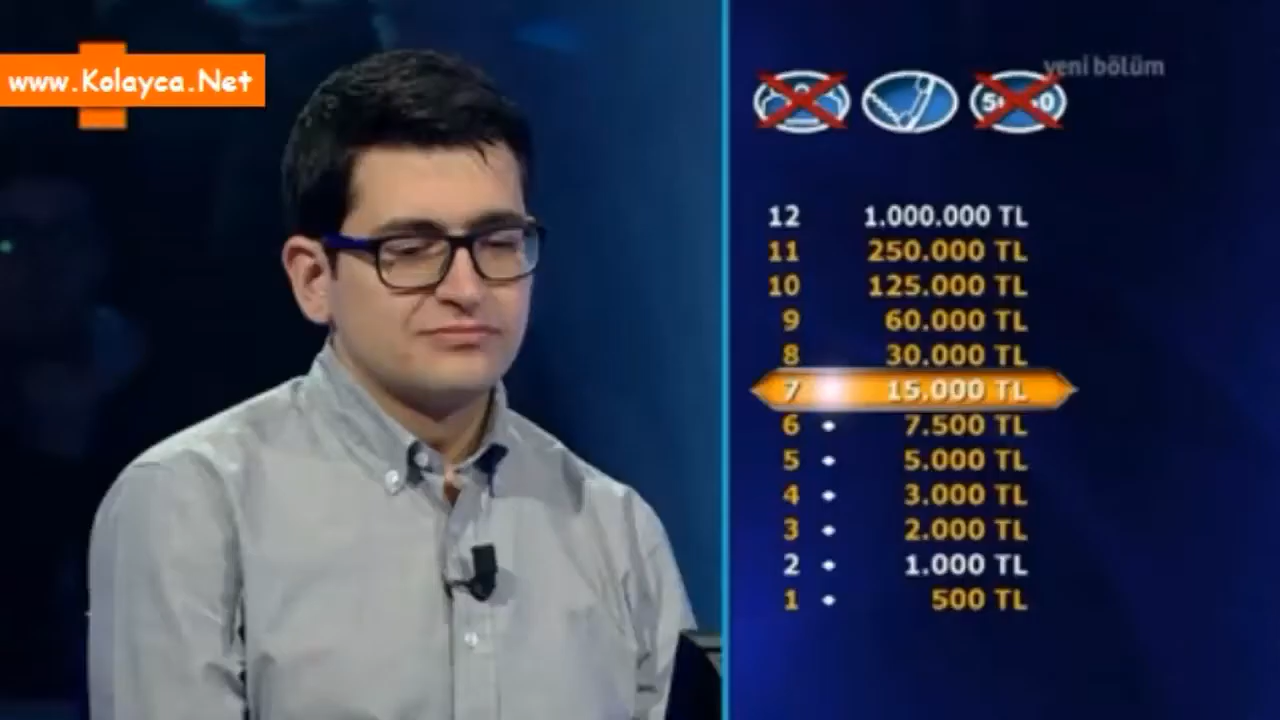 www.Kolayca.Net
yeni bölüm
12 1.000.000 TL
11 250.000 TL
10 125.000 TL
9 60.000 TL
8 30.000 TL
7 15.000 TL
6 7.500 TL
5 5.000 TL
4 3.000 TL
3 2.000 TL
2 1.000 TL
1 500 TL